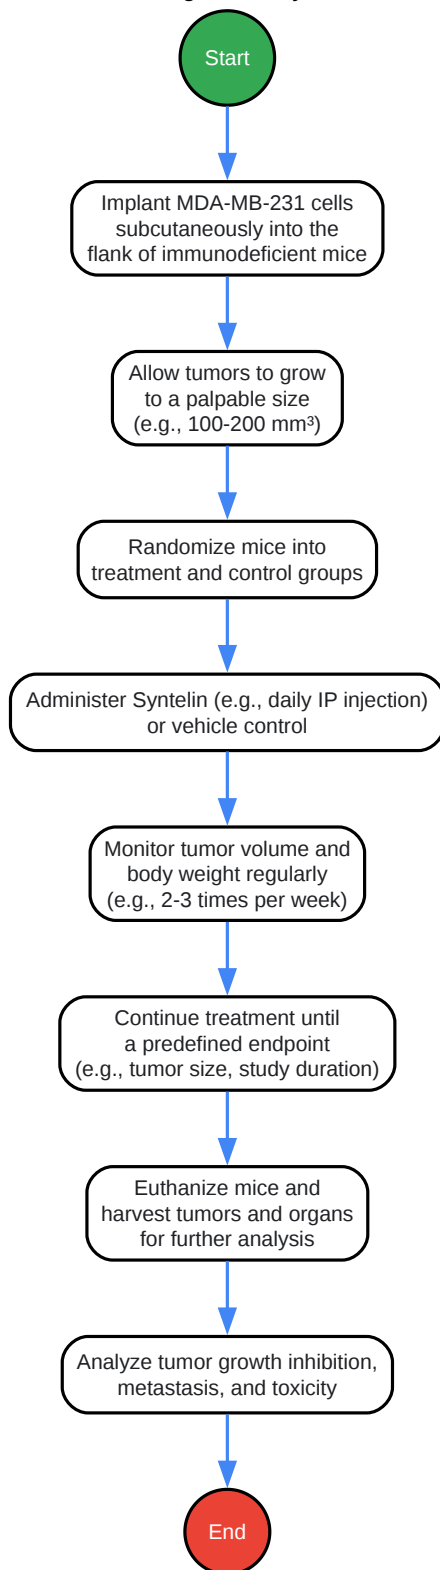 Start
Implant MDA-MB-231 cells
subcutaneously into the
flank of immunodeficient mice
Allow tumors to grow
to a palpable size
(e.g., 100-200 mm³)
Randomize mice into
treatment and control groups
Administer Syntelin (e.g., daily IP injection)
or vehicle control
Monitor tumor volume and
body weight regularly
(e.g., 2-3 times per week)
Continue treatment until
a predefined endpoint
(e.g., tumor size, study duration)
Euthanize mice and
harvest tumors and organs
for further analysis
Analyze tumor growth inhibition,
metastasis, and toxicity
End